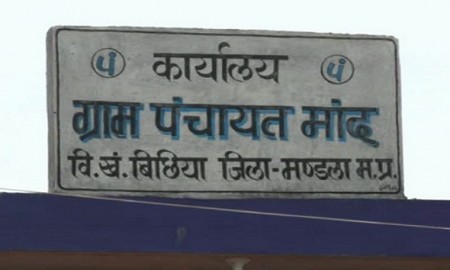 पं कार्यालय पं
ग्राम पंचायत मांद
वि.खं.बिछिया जिला-मण्डला म.प्र.